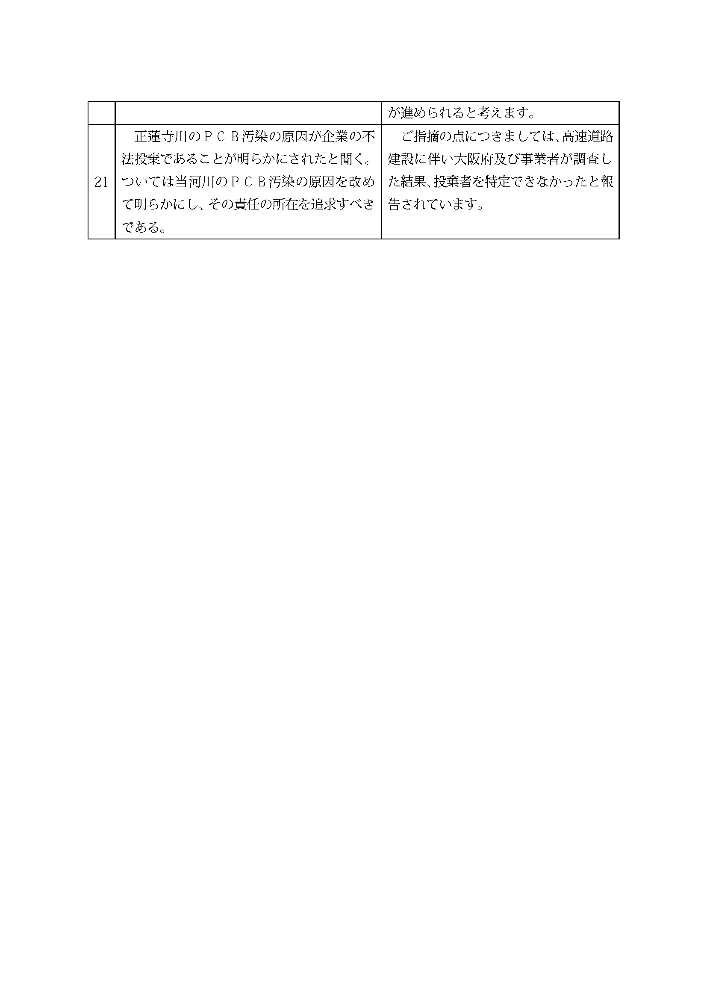 が進められると考えます。
21
　正蓮寺川のＰＣＢ汚染の原因が企業の不
法投棄であることが明らかにされたと聞く。
ついては当河川のＰＣＢ汚染の原因を改め
て明らかにし、その責任の所在を追求すべき
である。
　ご指摘の点につきましては、高速道路
建設に伴い大阪府及び事業者が調査し
た結果、投棄者を特定できなかったと報
告されています。